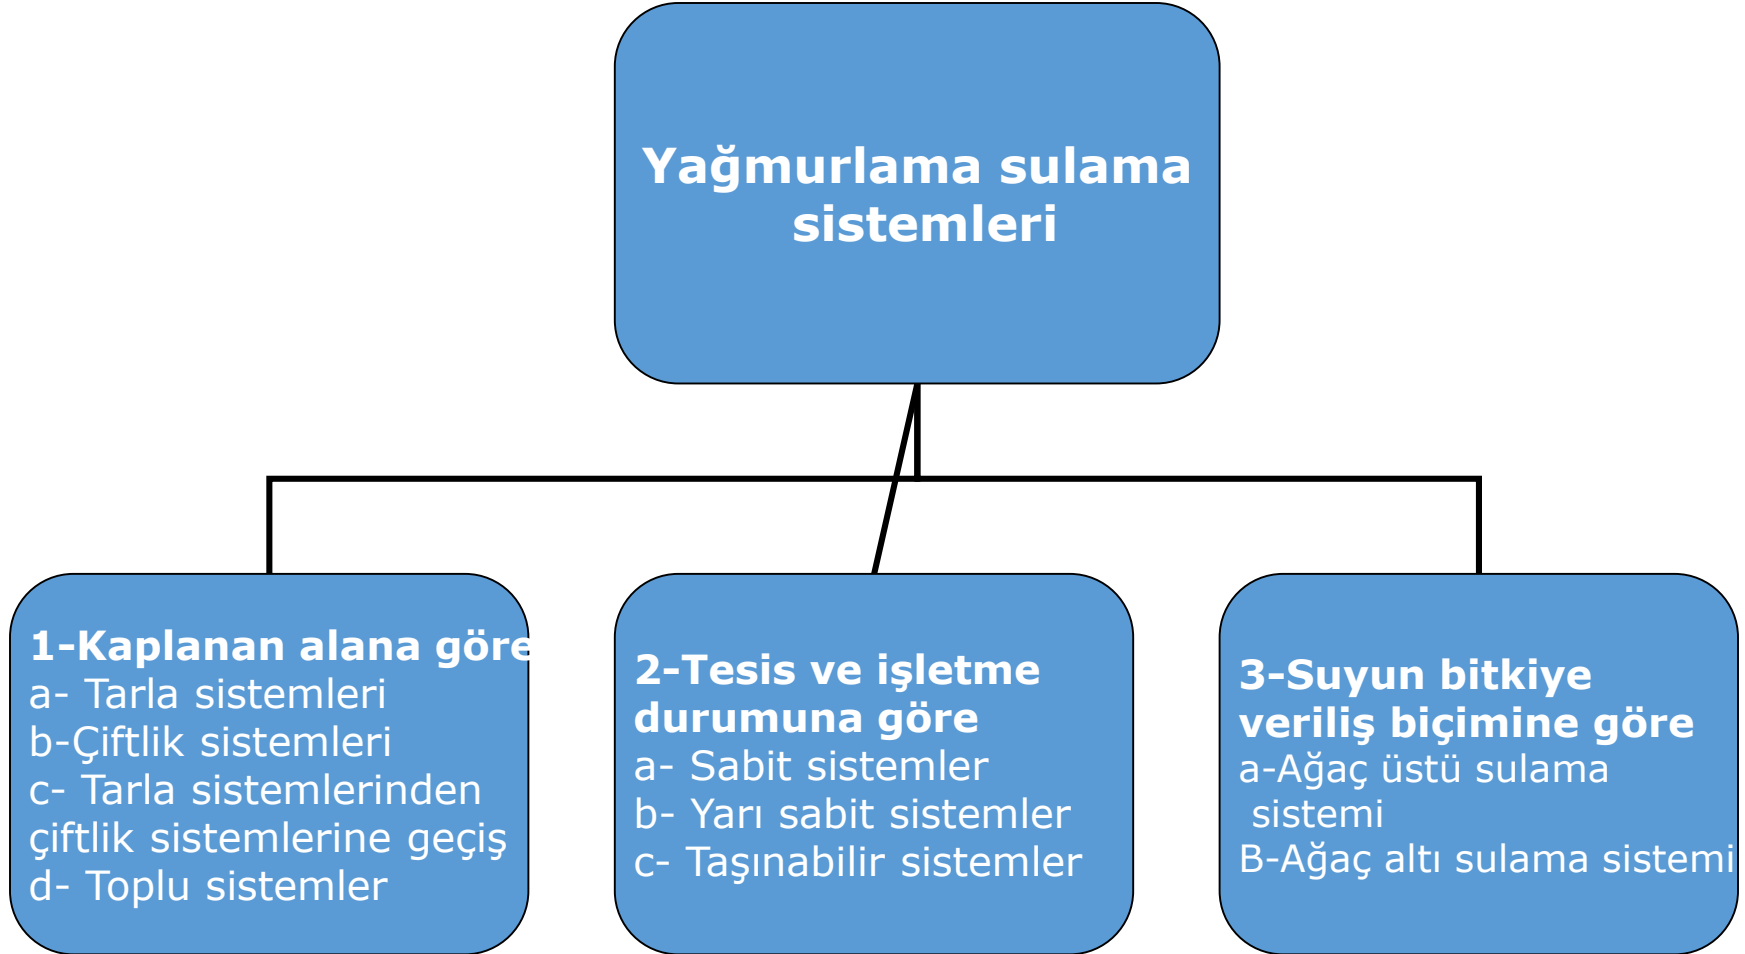 Yağmurlama sulama
sistemleri
1-Kaplanan alana göre
a- Tarla sistemleri
b-Çiftlik sistemleri
c- Tarla sistemlerinden
çiftlik sistemlerine geçiş
d- Toplu sistemler
2-Tesis ve işletme
durumuna göre
a- Sabit sistemler
b- Yarı sabit sistemler
c- Taşınabilir sistemler
3-Suyun bitkiye
veriliş biçimine göre
a-Ağaç üstü sulama
sistemi
B-Ağaç altı sulama sistemi